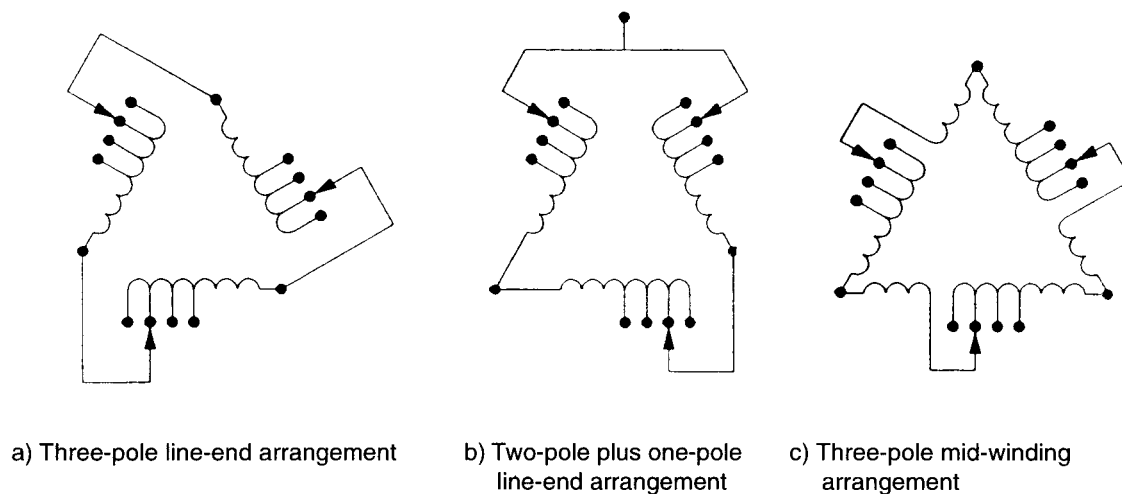 a) Three-pole line-end arrangement
b) Two-pole plus one-pole
line-end arrangement
c) Three-pole mid-winding
arrangement